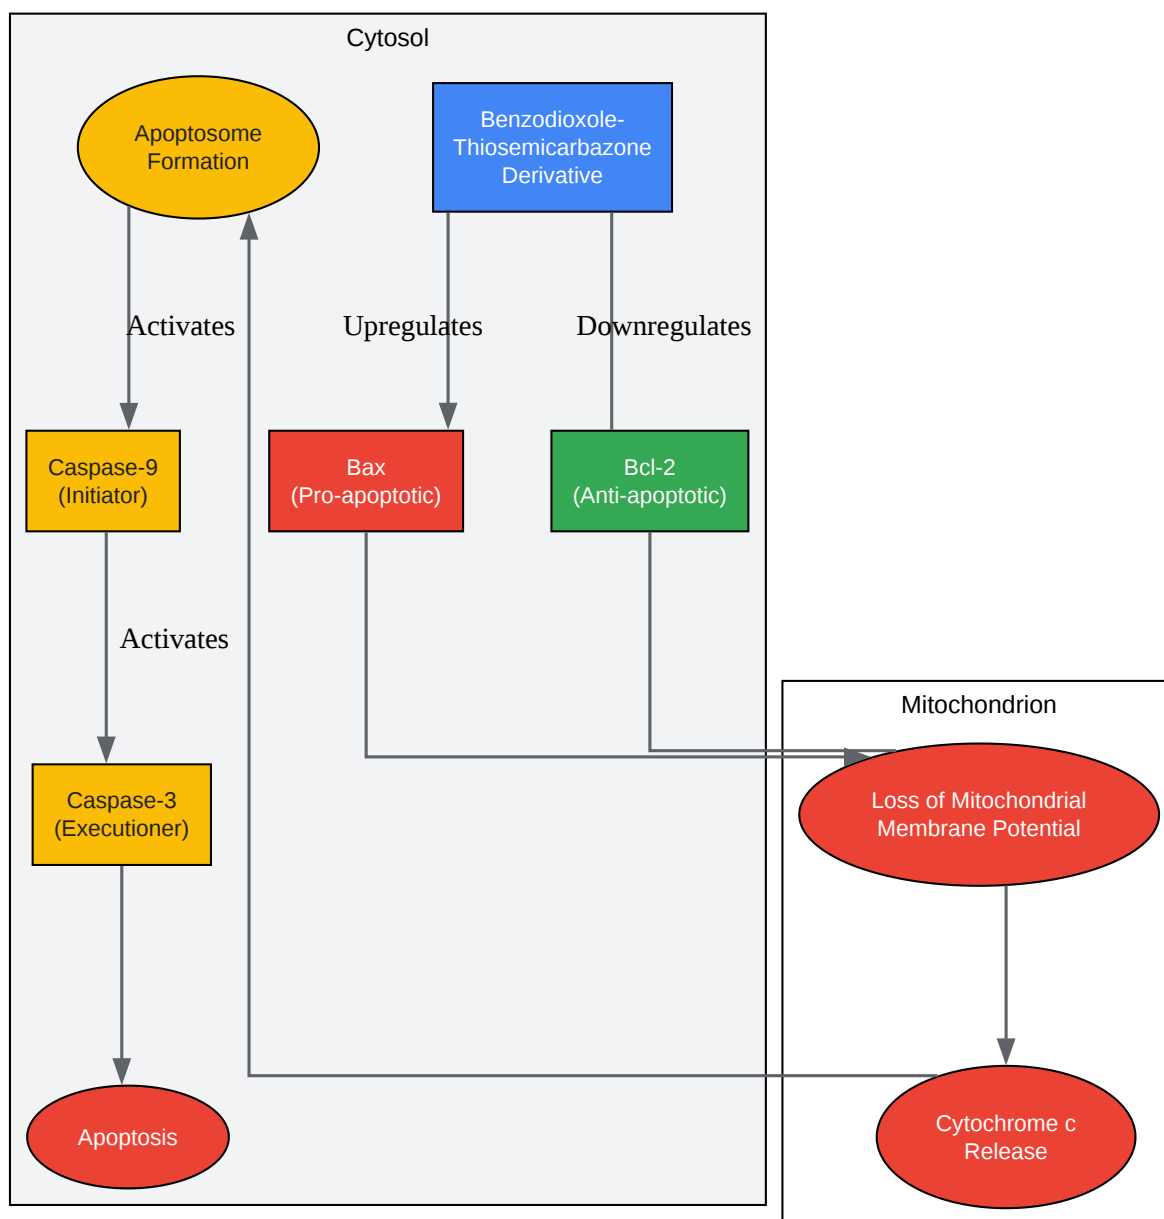 Cytosol
Apoptosome
Formation
Benzodioxole-
Thiosemicarbazone
Derivative
Activates
Upregulates
Downregulates
Caspase-9
(Initiator)
Bax
(Pro-apoptotic)
Bcl-2
(Anti-apoptotic)
Activates
Mitochondrion
Caspase-3
(Executioner)
Loss of Mitochondrial
Membrane Potential
Apoptosis
Cytochrome c
Release